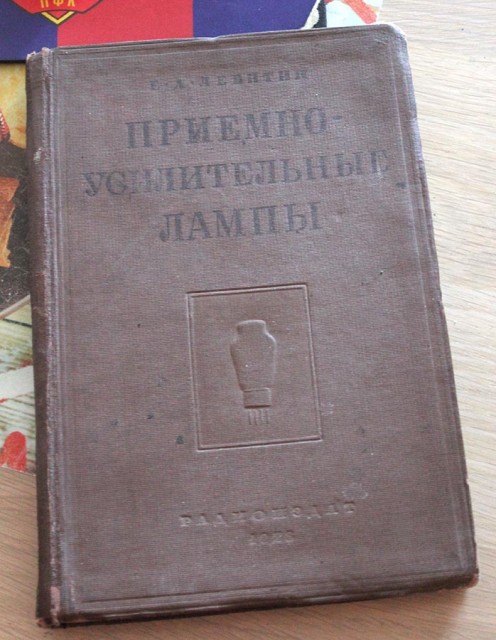 ПФК
Е.А.ЛЕВИТИН
ПРИЕМНО-
УСИЛИТЕЛЬНЫЕ
ЛАМПЫ
РАДИОИЗДАТ